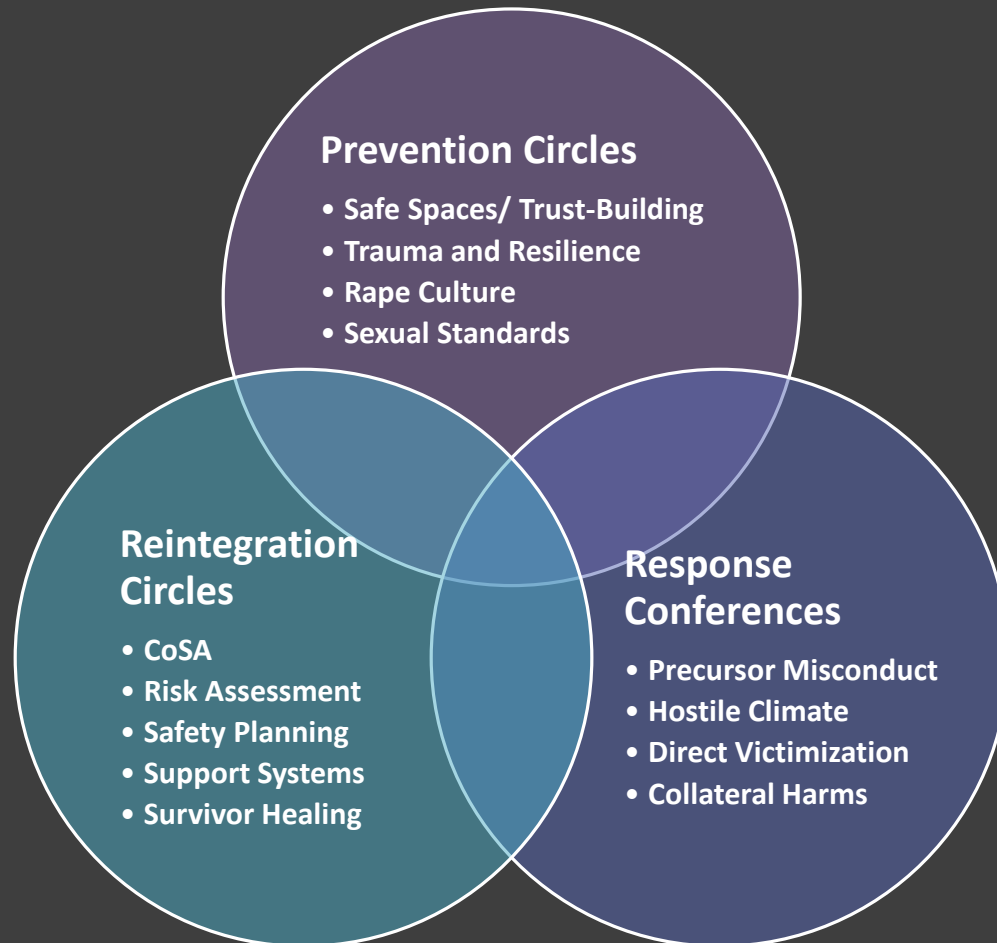 Prevention Circles
• Safe Spaces/ Trust-Building
• Trauma and Resilience
• Rape Culture
• Sexual Standards
Reintegration
Circles
• CoSA
• Risk Assessment
• Safety Planning
• Support Systems
• Survivor Healing
Response
Conferences
• Precursor Misconduct
• Hostile Climate
• Direct Victimization
• Collateral Harms